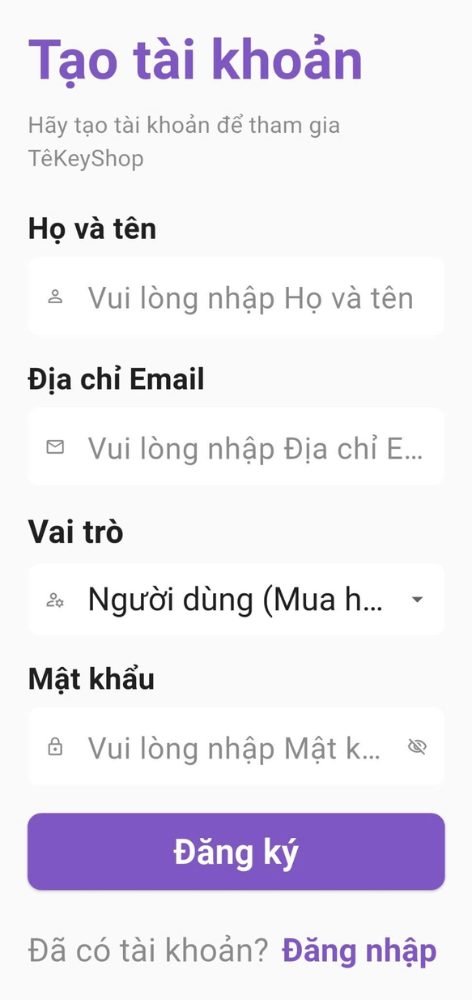 Tạo tài khoản
Hãy tạo tài khoản để tham gia
TêKeyShop
Họ và tên
Vui lòng nhập Họ và tên
Địa chỉ Email
Vui lòng nhập Địa chỉ E...
Vai trò
Người dùng (Mua h...
Mật khẩu
Vui lòng nhập Mật k...
Đăng ký
Đã có tài khoản? Đăng nhập